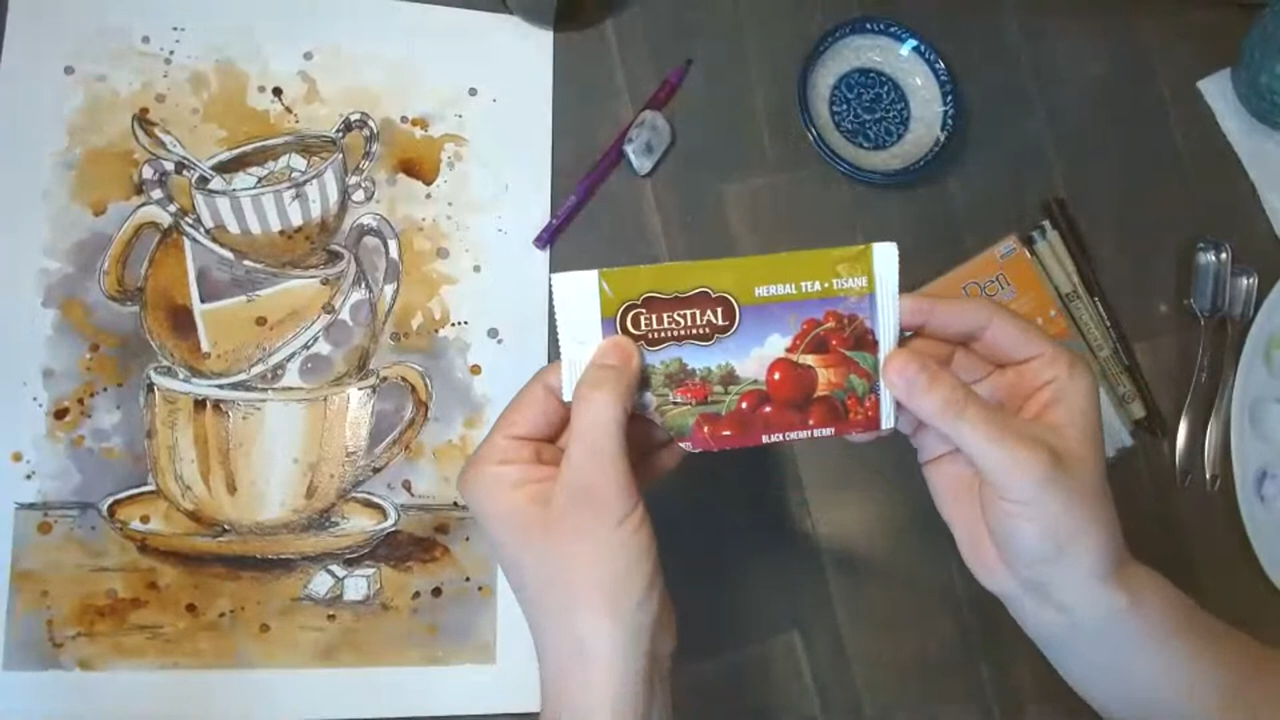 HERBAL TEA • TISANE
CELESTIAL
SEASONINGS
BLACK CHERRY BERRY
Pen